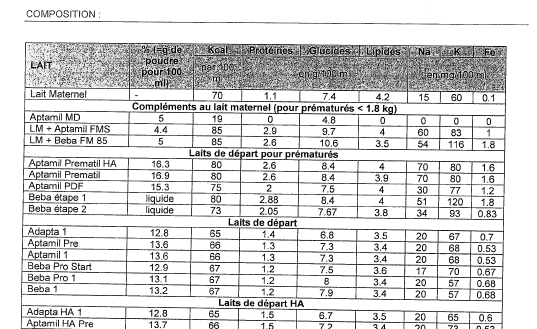 COMPOSITION :
LAIT % (=g de poudre pour 100 ml) Kcal Protéines Glucides Lipides Na K Fe
par 100 ml en g/100 ml en mg/100 ml
Lait Maternel - 70 1.1 7.4 4.2 15 60 0.1
Compléments au lait maternel (pour prématurés < 1.8 kg)
Aptamil MD 5 19 0 4.8 0 0 0 0
LM + Aptamil FMS 4.4 85 2.9 9.7 4 60 83 1
LM + Beba FM 85 5 85 2.6 10.6 3.5 54 116 1.8
Laits de départ pour prématurés
Aptamil Prematil HA 16.3 80 2.6 8.4 4 70 80 1.6
Aptamil Prematil 16.9 80 2.6 8.4 3.9 70 80 1.6
Aptamil PDF 15.3 75 2 7.5 4 30 77 1.2
Beba étape 1 liquide 80 2.88 8.4 4 51 120 1.8
Beba étape 2 liquide 73 2.05 7.67 3.8 34 93 0.83
Laits de départ
Adapta 1 12.8 65 1.4 6.8 3.5 20 67 0.7
Aptamil Pre 13.6 66 1.3 7.3 3.4 20 68 0.53
Aptamil 1 13.6 66 1.3 7.3 3.4 20 68 0.53
Beba Pro Start 12.9 67 1.2 7.5 3.6 17 70 0.67
Beba Pro 1 13.1 67 1.2 8 3.4 20 57 0.68
Beba 1 13.2 67 1.2 7.9 3.4 20 57 0.68
Laits de départ HA
Adapta HA 1 12.8 65 1.5 6.7 3.5 20 65 0.6
Aptamil HA Pre 13.7 66 1.5 7.2 3.4 20